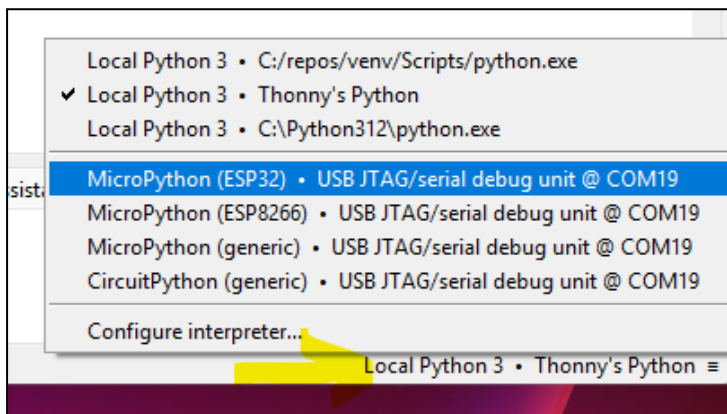 Local Python 3 • C:/repos/venv/Scripts/python.exe
✔ Local Python 3 • Thonny's Python
Local Python 3 • C:\Python312\python.exe
MicroPython (ESP32) • USB JTAG/serial debug unit @ COM19
sista
MicroPython (ESP8266) • USB JTAG/serial debug unit @ COM19
MicroPython (generic) • USB JTAG/serial debug unit @ COM19
CircuitPython (generic) • USB JTAG/serial debug unit @ COM19
Configure interpreter...
Local Python 3 • Thonny's Python ≡